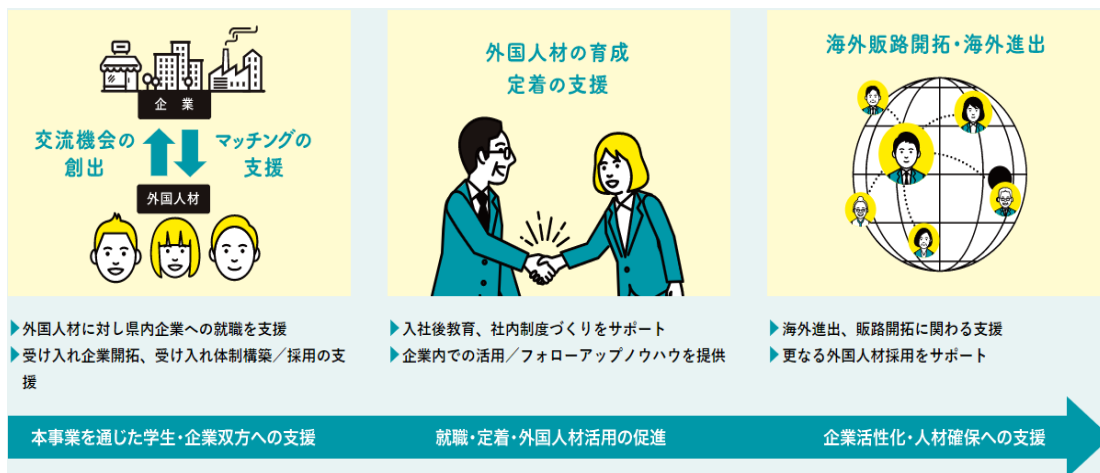 企業
交流機会の
創出
マッチングの
支援
外国人材
▶外国人材に対し県内企業への就職を支援
▶受け入れ企業開拓、受け入れ体制構築／採用の支
援
本事業を通じた学生・企業双方への支援
外国人材の育成
定着の支援
▶入社後教育、社内制度づくりをサポート
▶企業内での活用／フォローアップノウハウを提供
就職・定着・外国人材活用の促進
海外販路開拓・海外進出
▶海外進出、販路開拓に関わる支援
▶更なる外国人材採用をサポート
企業活性化・人材確保への支援